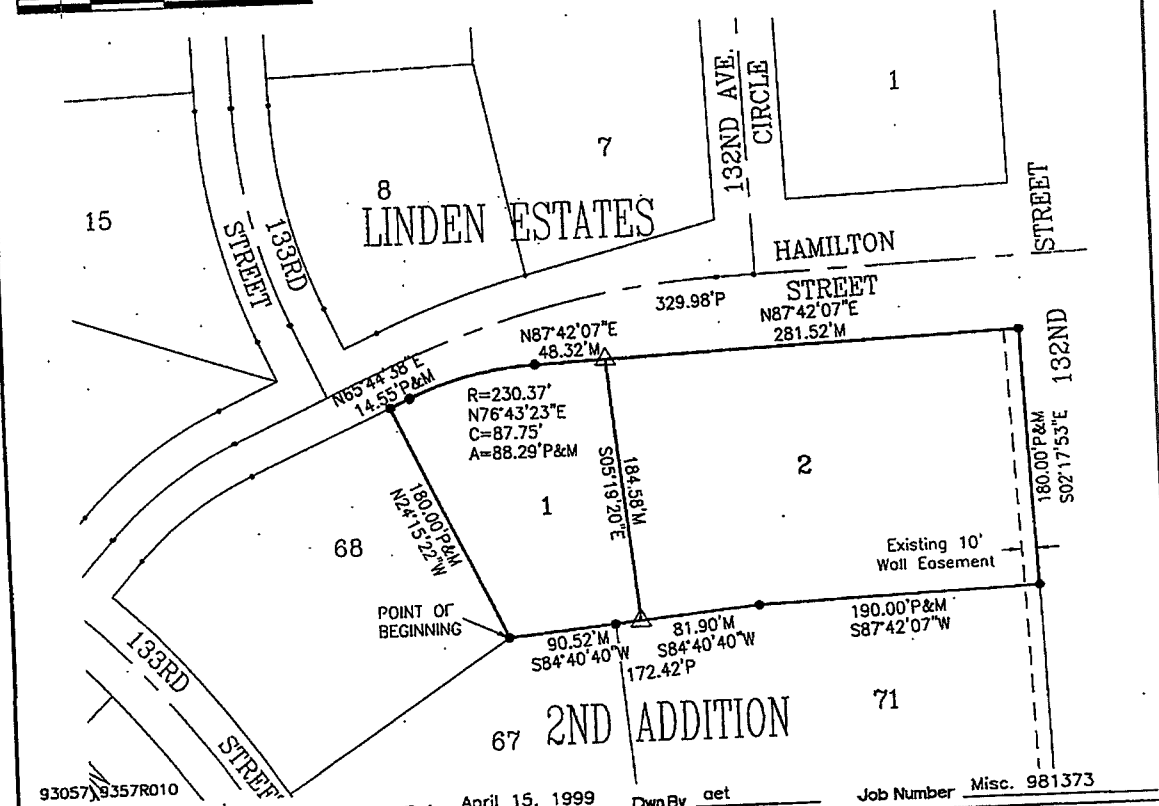 132ND AVE.
CIRCLE
1
7
8
15
LINDEN ESTATES
133RD
STREET
STREET
HAMILTON
STREET
329.98'P
N87°42'07"E
281.52'M
N87°42'07"E
48.32'M
132ND
N65°44'38"E
14.55'P&M
R=230.37'
N76°43'23"E
C=87.75'
A=88.29'P&M
180.00'P&M
S02°17'53"E
184.58'M
S05°19'20"E
2
1
180.00'P&M
N24°15'22"W
68
Existing 10'
Wall Easement
POINT OF
BEGINNING
90.52'M
S84°40'40"W
81.90'M
S84°40'40"W
172.42'P
190.00'P&M
S87°42'07"W
133RD
67
2ND ADDITION
71
93057\9357R010
April 15, 1999
Dwn By aet
Job Number Misc. 981373